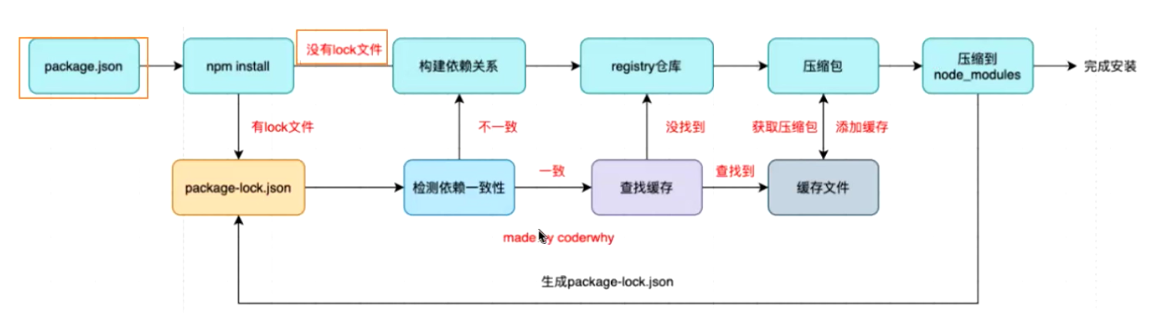 没有lock文件
package.json
npm install
构建依赖关系
registry仓库
压缩包
压缩到
node_modules
完成安装
有lock文件
不一致
没找到
获取压缩包
添加缓存
package-lock.json
检测依赖一致性
一致
查找缓存
查找到
缓存文件
made by coderwhy
生成package-lock.json